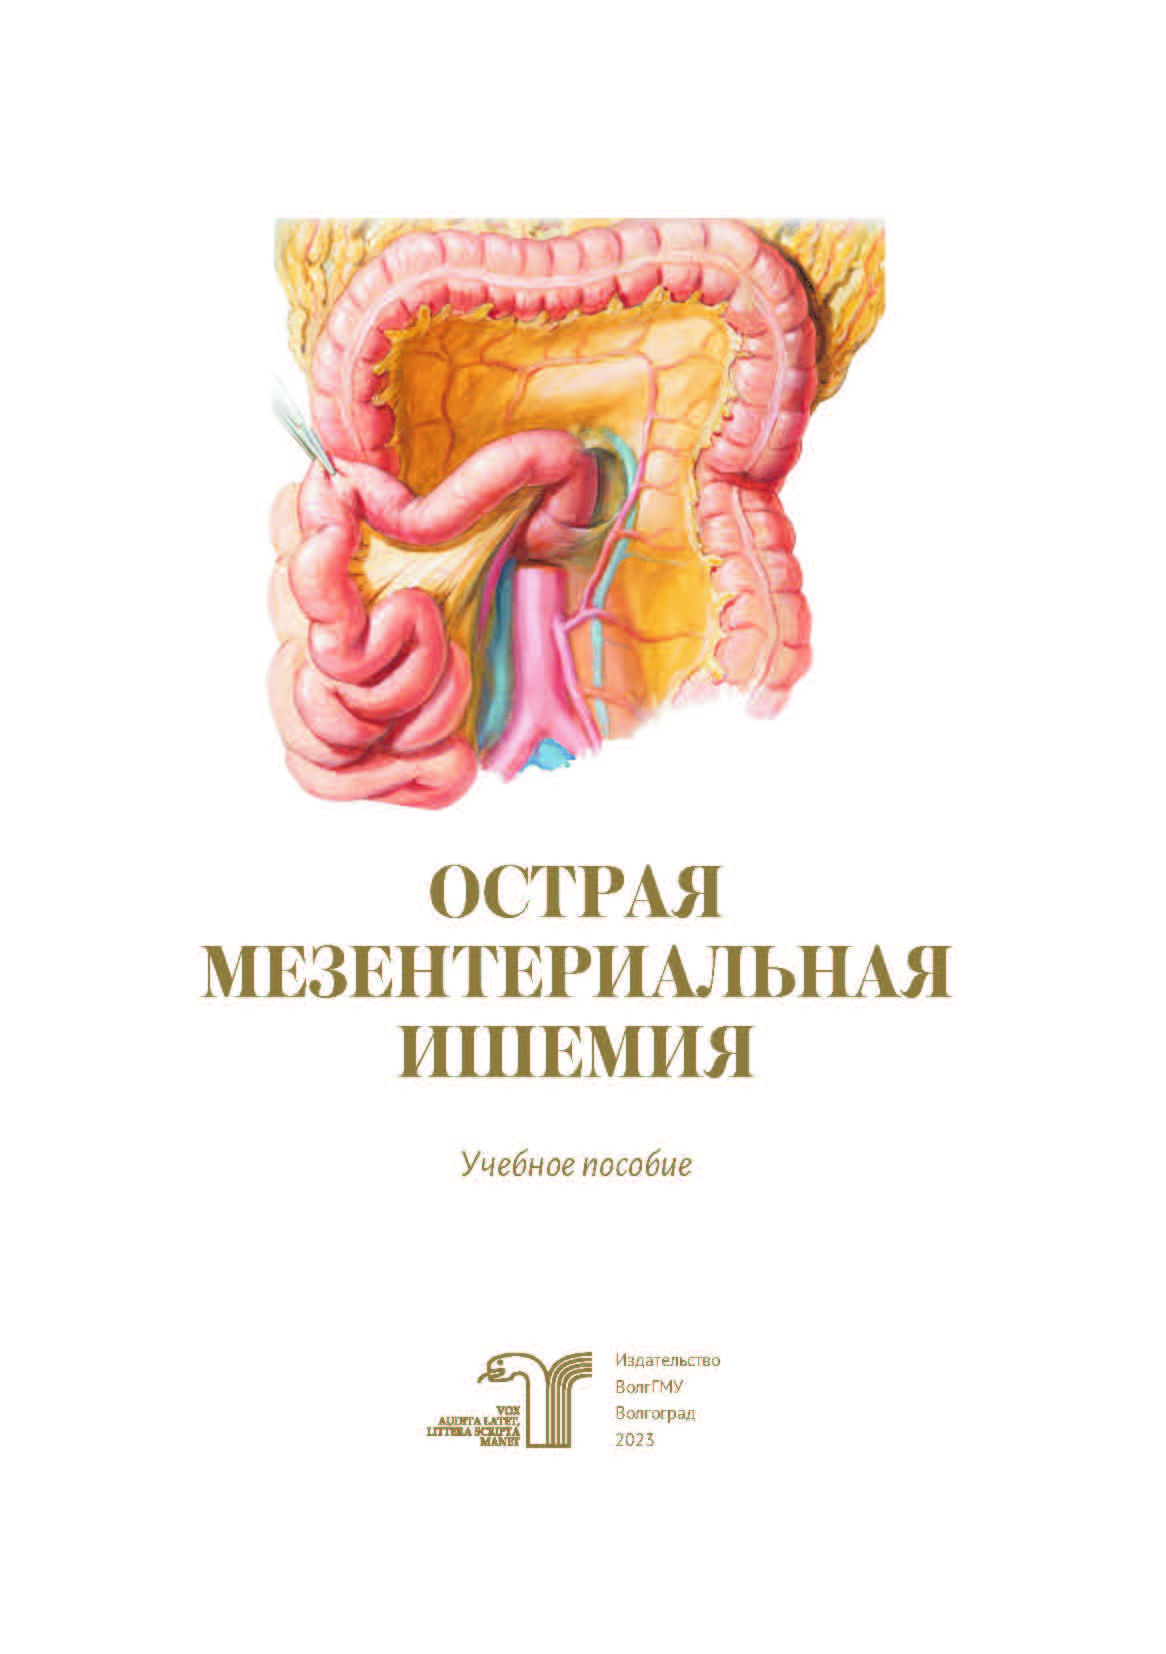 ОСТРАЯ
МЕЗЕНТЕРИАЛЬНАЯ
ИШЕМИЯ
Учебное пособие
VOX
AUDITA LATET,
LITTERA SCRIPTA
MANET
Издательство
ВолгГМУ
Волгоград
2023